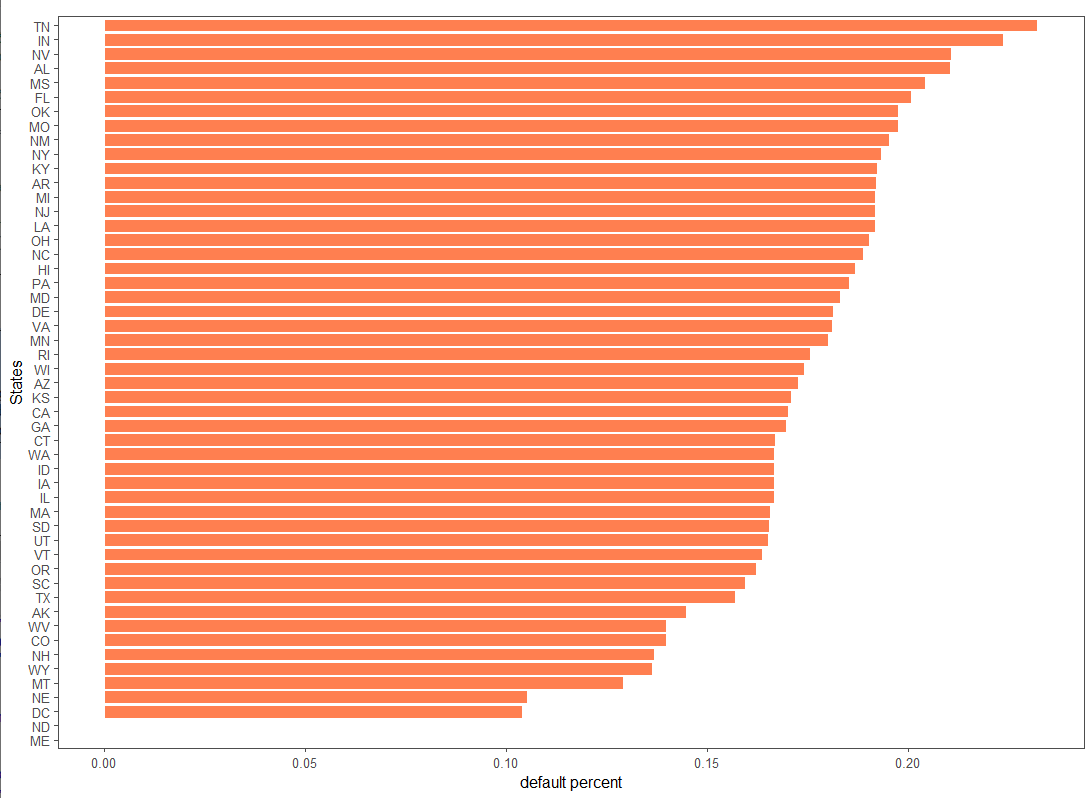 TN
IN
NV
AL
MS
FL
OK
MO
NM
NY
KY
AR
MI
NJ
LA
OH
NC
HI
PA
MD
DE
VA
MN
RI
WI
AZ
KS
CA
GA
CT
WA
ID
IA
IL
MA
SD
UT
VT
OR
SC
TX
AK
WV
CO
NH
WY
MT
NE
DC
ND
ME
States
0.00 0.05 0.10 0.15 0.20
default percent